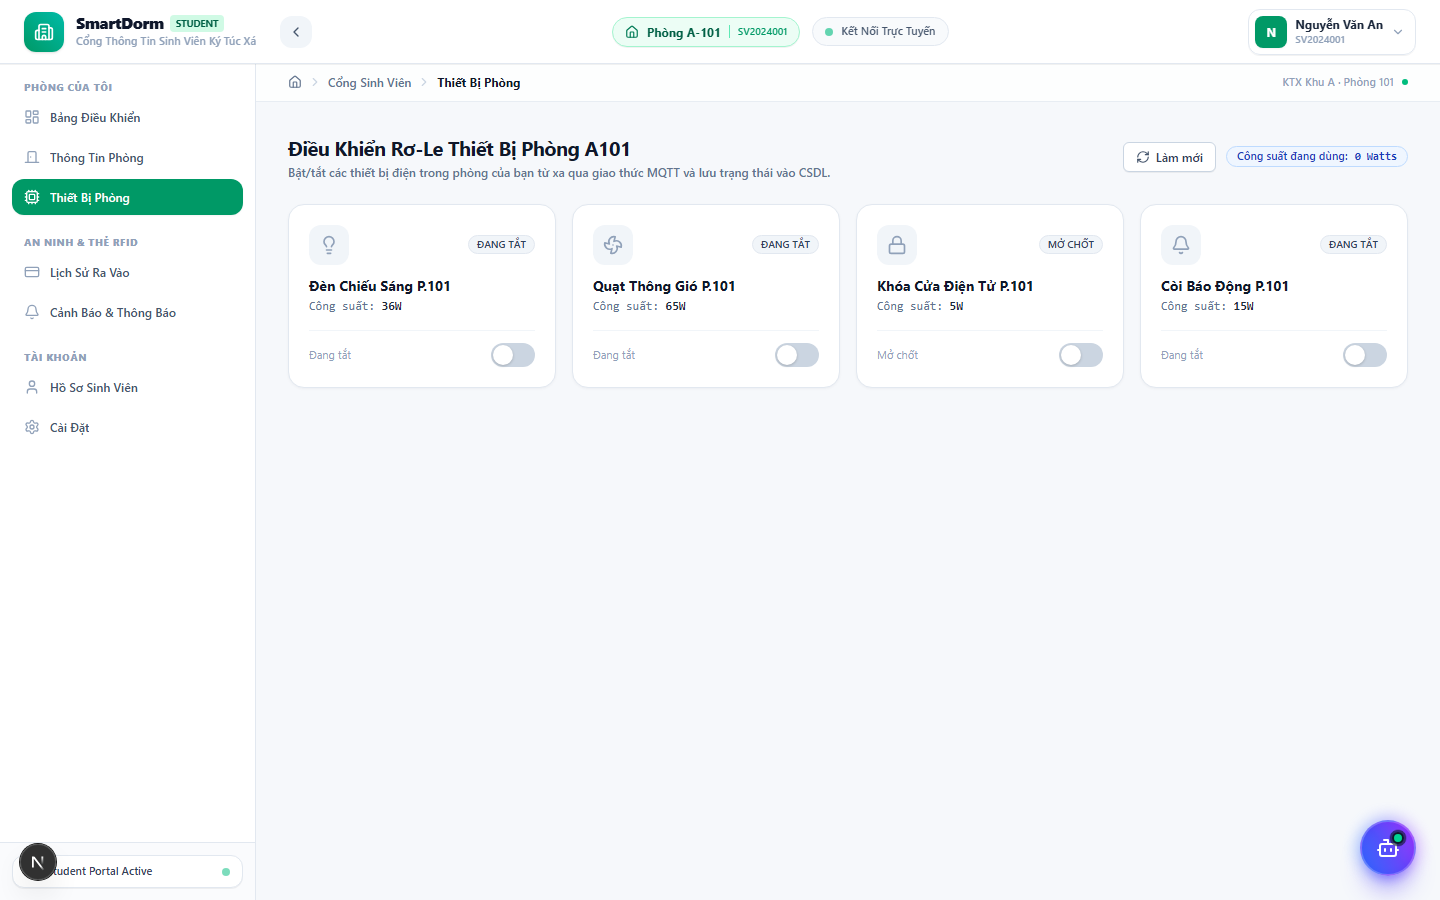 SmartDorm STUDENT
Cổng Thông Tin Sinh Viên Ký Túc Xá
Phòng A-101 SV2024001
Kết Nối Trực Tuyến
N
Nguyễn Văn An
SV2024001
PHÒNG CỦA TÔI
Bảng Điều Khiển
Thông Tin Phòng
Thiết Bị Phòng
AN NINH & THẺ RFID
Lịch Sử Ra Vào
Cảnh Báo & Thông Báo
TÀI KHOẢN
Hồ Sơ Sinh Viên
Cài Đặt
N
tudent Portal Active
Cổng Sinh Viên
Thiết Bị Phòng
KTX Khu A · Phòng 101
Điều Khiển Rơ-Le Thiết Bị Phòng A101
Bật/tắt các thiết bị điện trong phòng của bạn từ xa qua giao thức MQTT và lưu trạng thái vào CSDL.
Làm mới
Công suất đang dùng: 0 Watts
ĐANG TẮT
Đèn Chiếu Sáng P.101
Công suất: 36W
Đang tắt
ĐANG TẮT
Quạt Thông Gió P.101
Công suất: 65W
Đang tắt
MỞ CHỐT
Khóa Cửa Điện Tử P.101
Công suất: 5W
Mở chốt
ĐANG TẮT
Còi Báo Động P.101
Công suất: 15W
Đang tắt